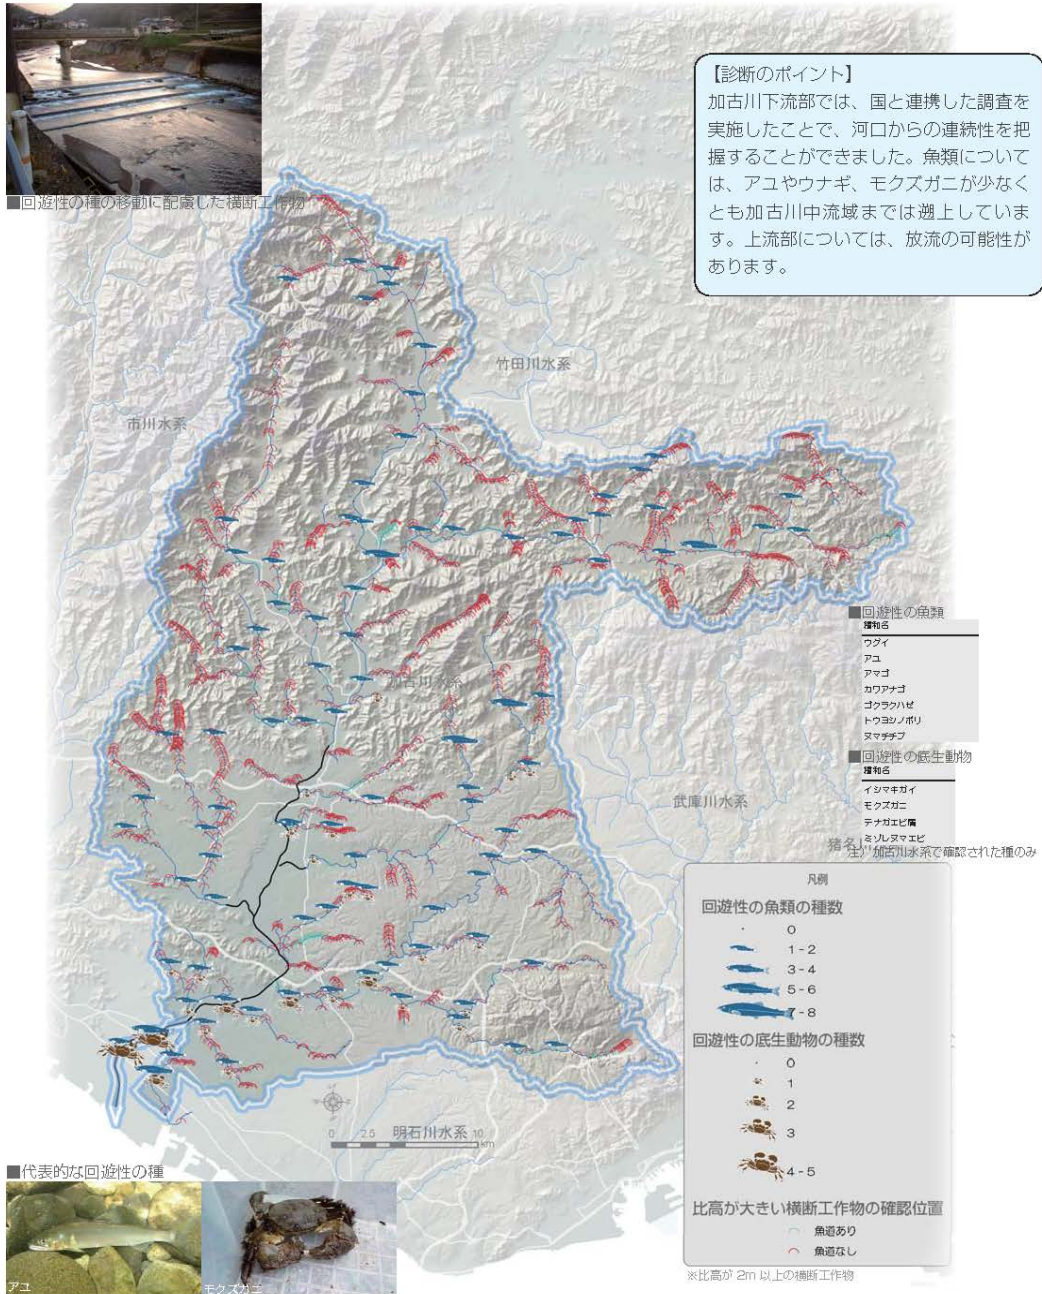 ■回遊性の種の移動に配慮した横断工作物
【診断のポイント】
加古川下流部では、国と連携した調査を
実施したことで、河口からの連続性を把
握することができました。魚類について
は、アユやウナギ、モクズガニが少なく
とも加古川中流域までは遡上していま
す。上流部については、放流の可能性が
あります。
竹田川水系
市川水系
加古川水系
武庫川水系
明石川水系
■回遊性の魚類
種和名
ウグイ
アユ
アマゴ
カワアナゴ
ゴクラクハゼ
トウヨシノボリ
ヌマチチブ
■回遊性の底生動物
種和名
イシマキガイ
モクズガニ
テナガエビ属
ミゾレヌマエビ
注）加古川水系で確認された種のみ
凡例
回遊性の魚類の種数
0
1 - 2
3 - 4
5 - 6
7 - 8
回遊性の底生動物の種数
0
1
2
3
4 - 5
比高が大きい横断工作物の確認位置
魚道あり
魚道なし
※比高が 2m 以上の横断工作物
0 2.5 5 10
km
■代表的な回遊性の種
アユ
モクズガニ